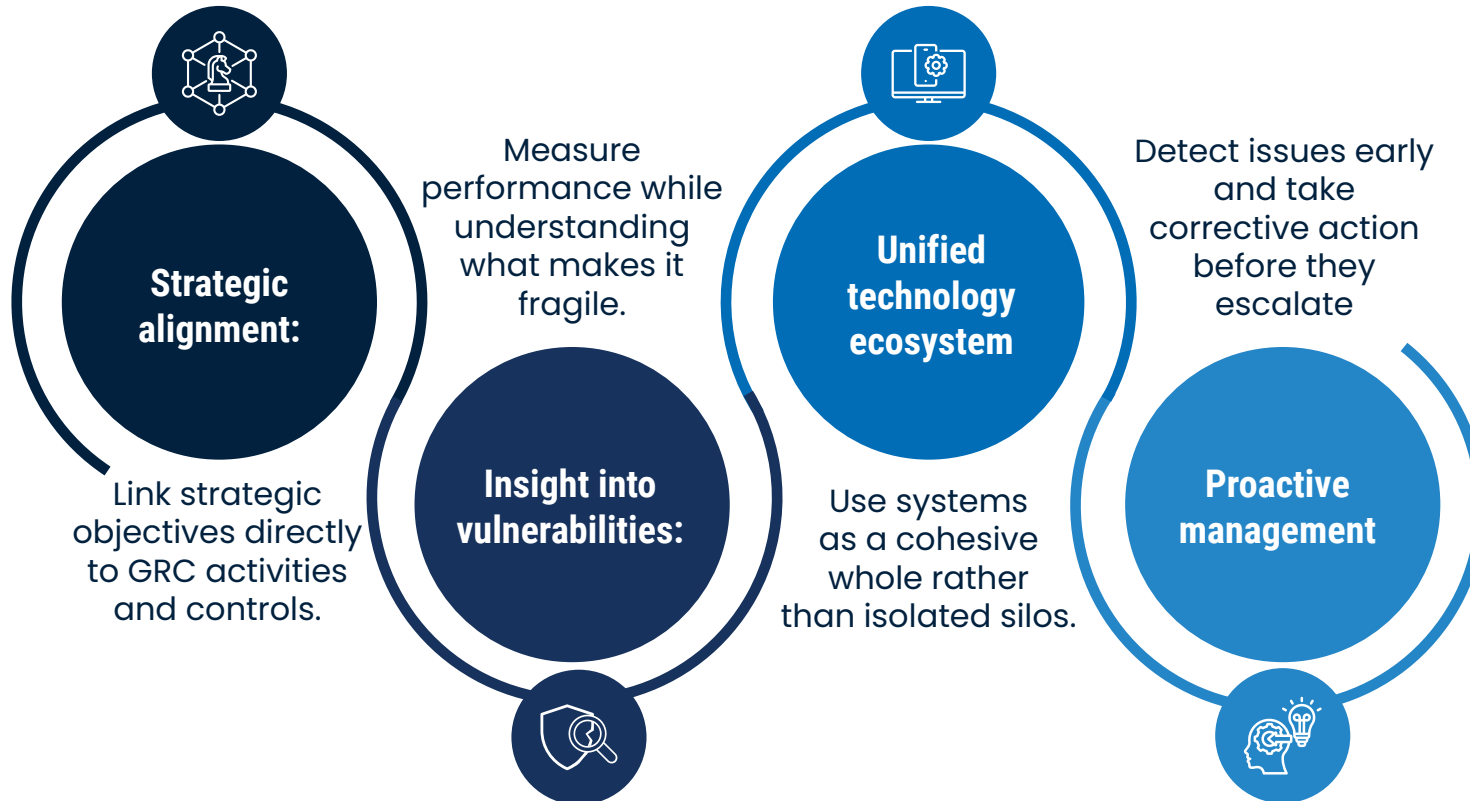 Strategic
alignment:
Link strategic
objectives directly
to GRC activities
and controls.
Measure
performance while
understanding
what makes it
fragile.
Insight into
vulnerabilities:
Unified
technology
ecosystem
Use systems
as a cohesive
whole rather
than isolated silos.
Detect issues early
and take
corrective action
before they
escalate
Proactive
management